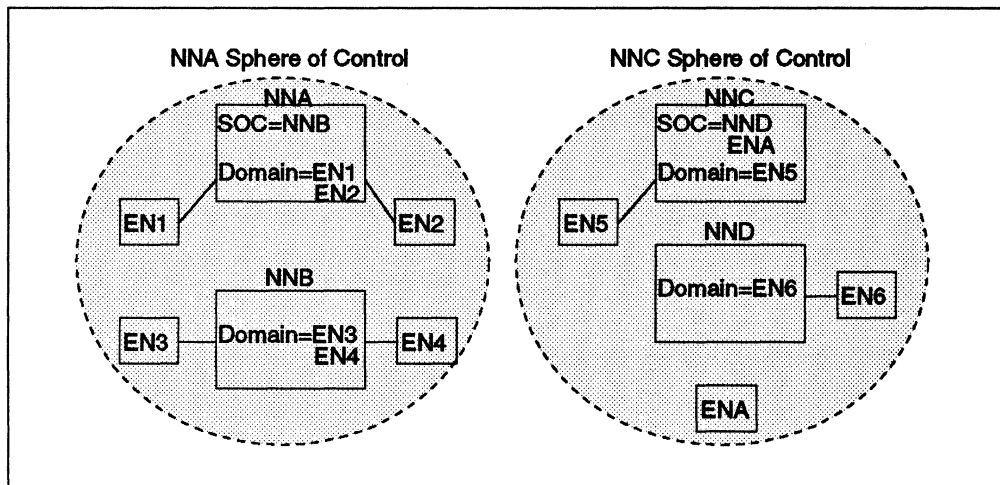 NNA Sphere of Control
NNA
SOC=NNB
Domain=EN1
EN2
EN1
EN2
NNB
Domain=EN3
EN4
EN3
EN4
NNC Sphere of Control
NNC
SOC=NND
ENA
Domain=EN5
EN5
NND
Domain=EN6
EN6
ENA